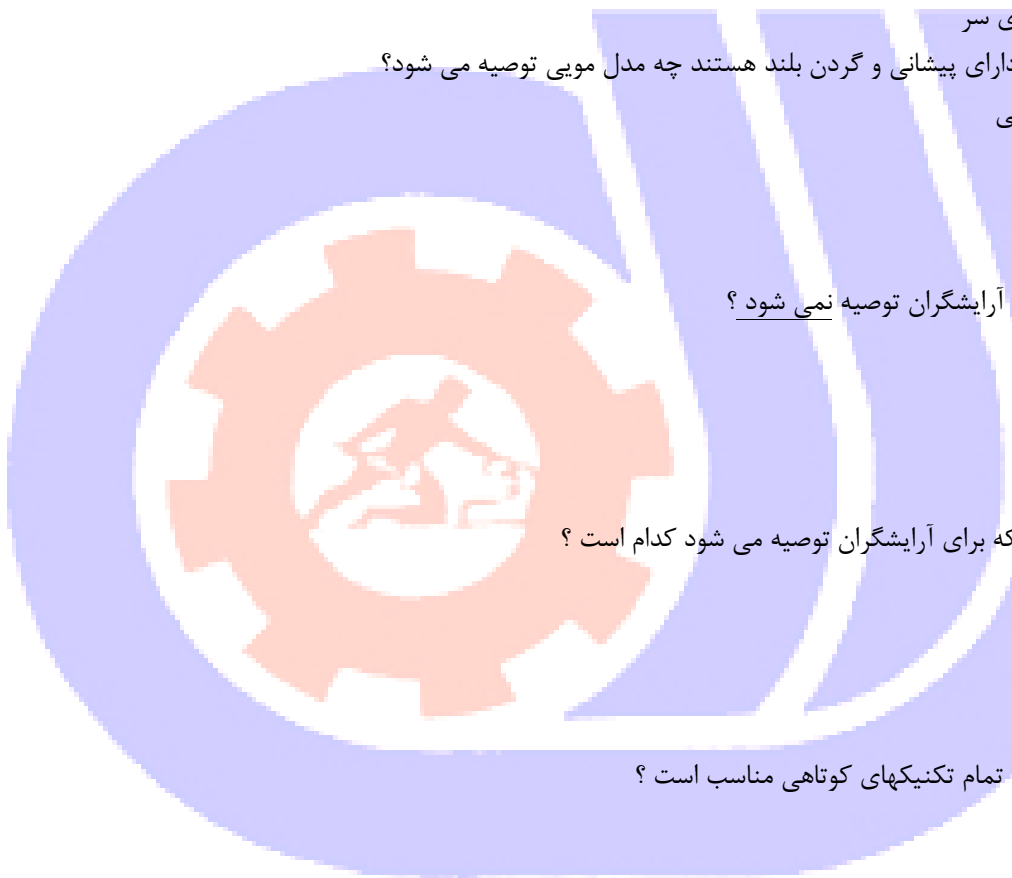 ی سر
دارای پیشانی و گردن بلند هستند چه مدل مویی توصیه می شود؟
ی
آرایشگران توصیه نمی شود ؟
که برای آرایشگران توصیه می شود کدام است ؟
تمام تکنیکهای کوتاهی مناسب است ؟